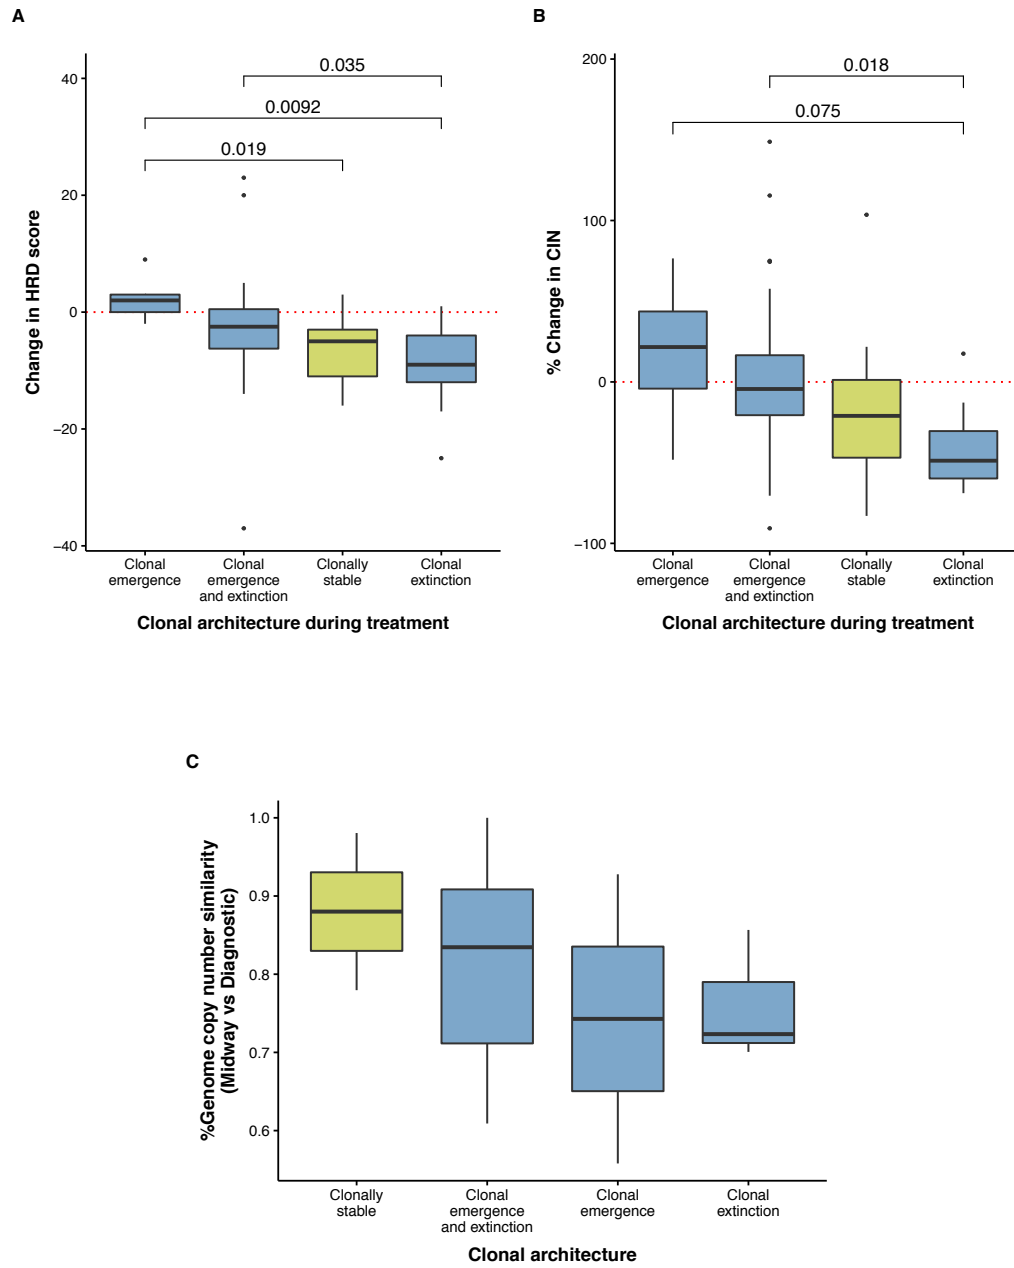 A
Change in HRD score
40
20
0
−20
−40
0.035
0.0092
0.019
Clonal
emergence
Clonal
emergence
and extinction
Clonally
stable
Clonal
extinction
Clonal architecture during treatment
B
% Change in CIN
200
100
0
−100
0.018
0.075
Clonal
emergence
Clonal
emergence
and extinction
Clonally
stable
Clonal
extinction
Clonal architecture during treatment
C
%Genome copy number similarity
(Midway vs Diagnostic)
1.0
0.9
0.8
0.7
0.6
Clonally
stable
Clonal
emergence
and extinction
Clonal
emergence
Clonal
extinction
Clonal architecture